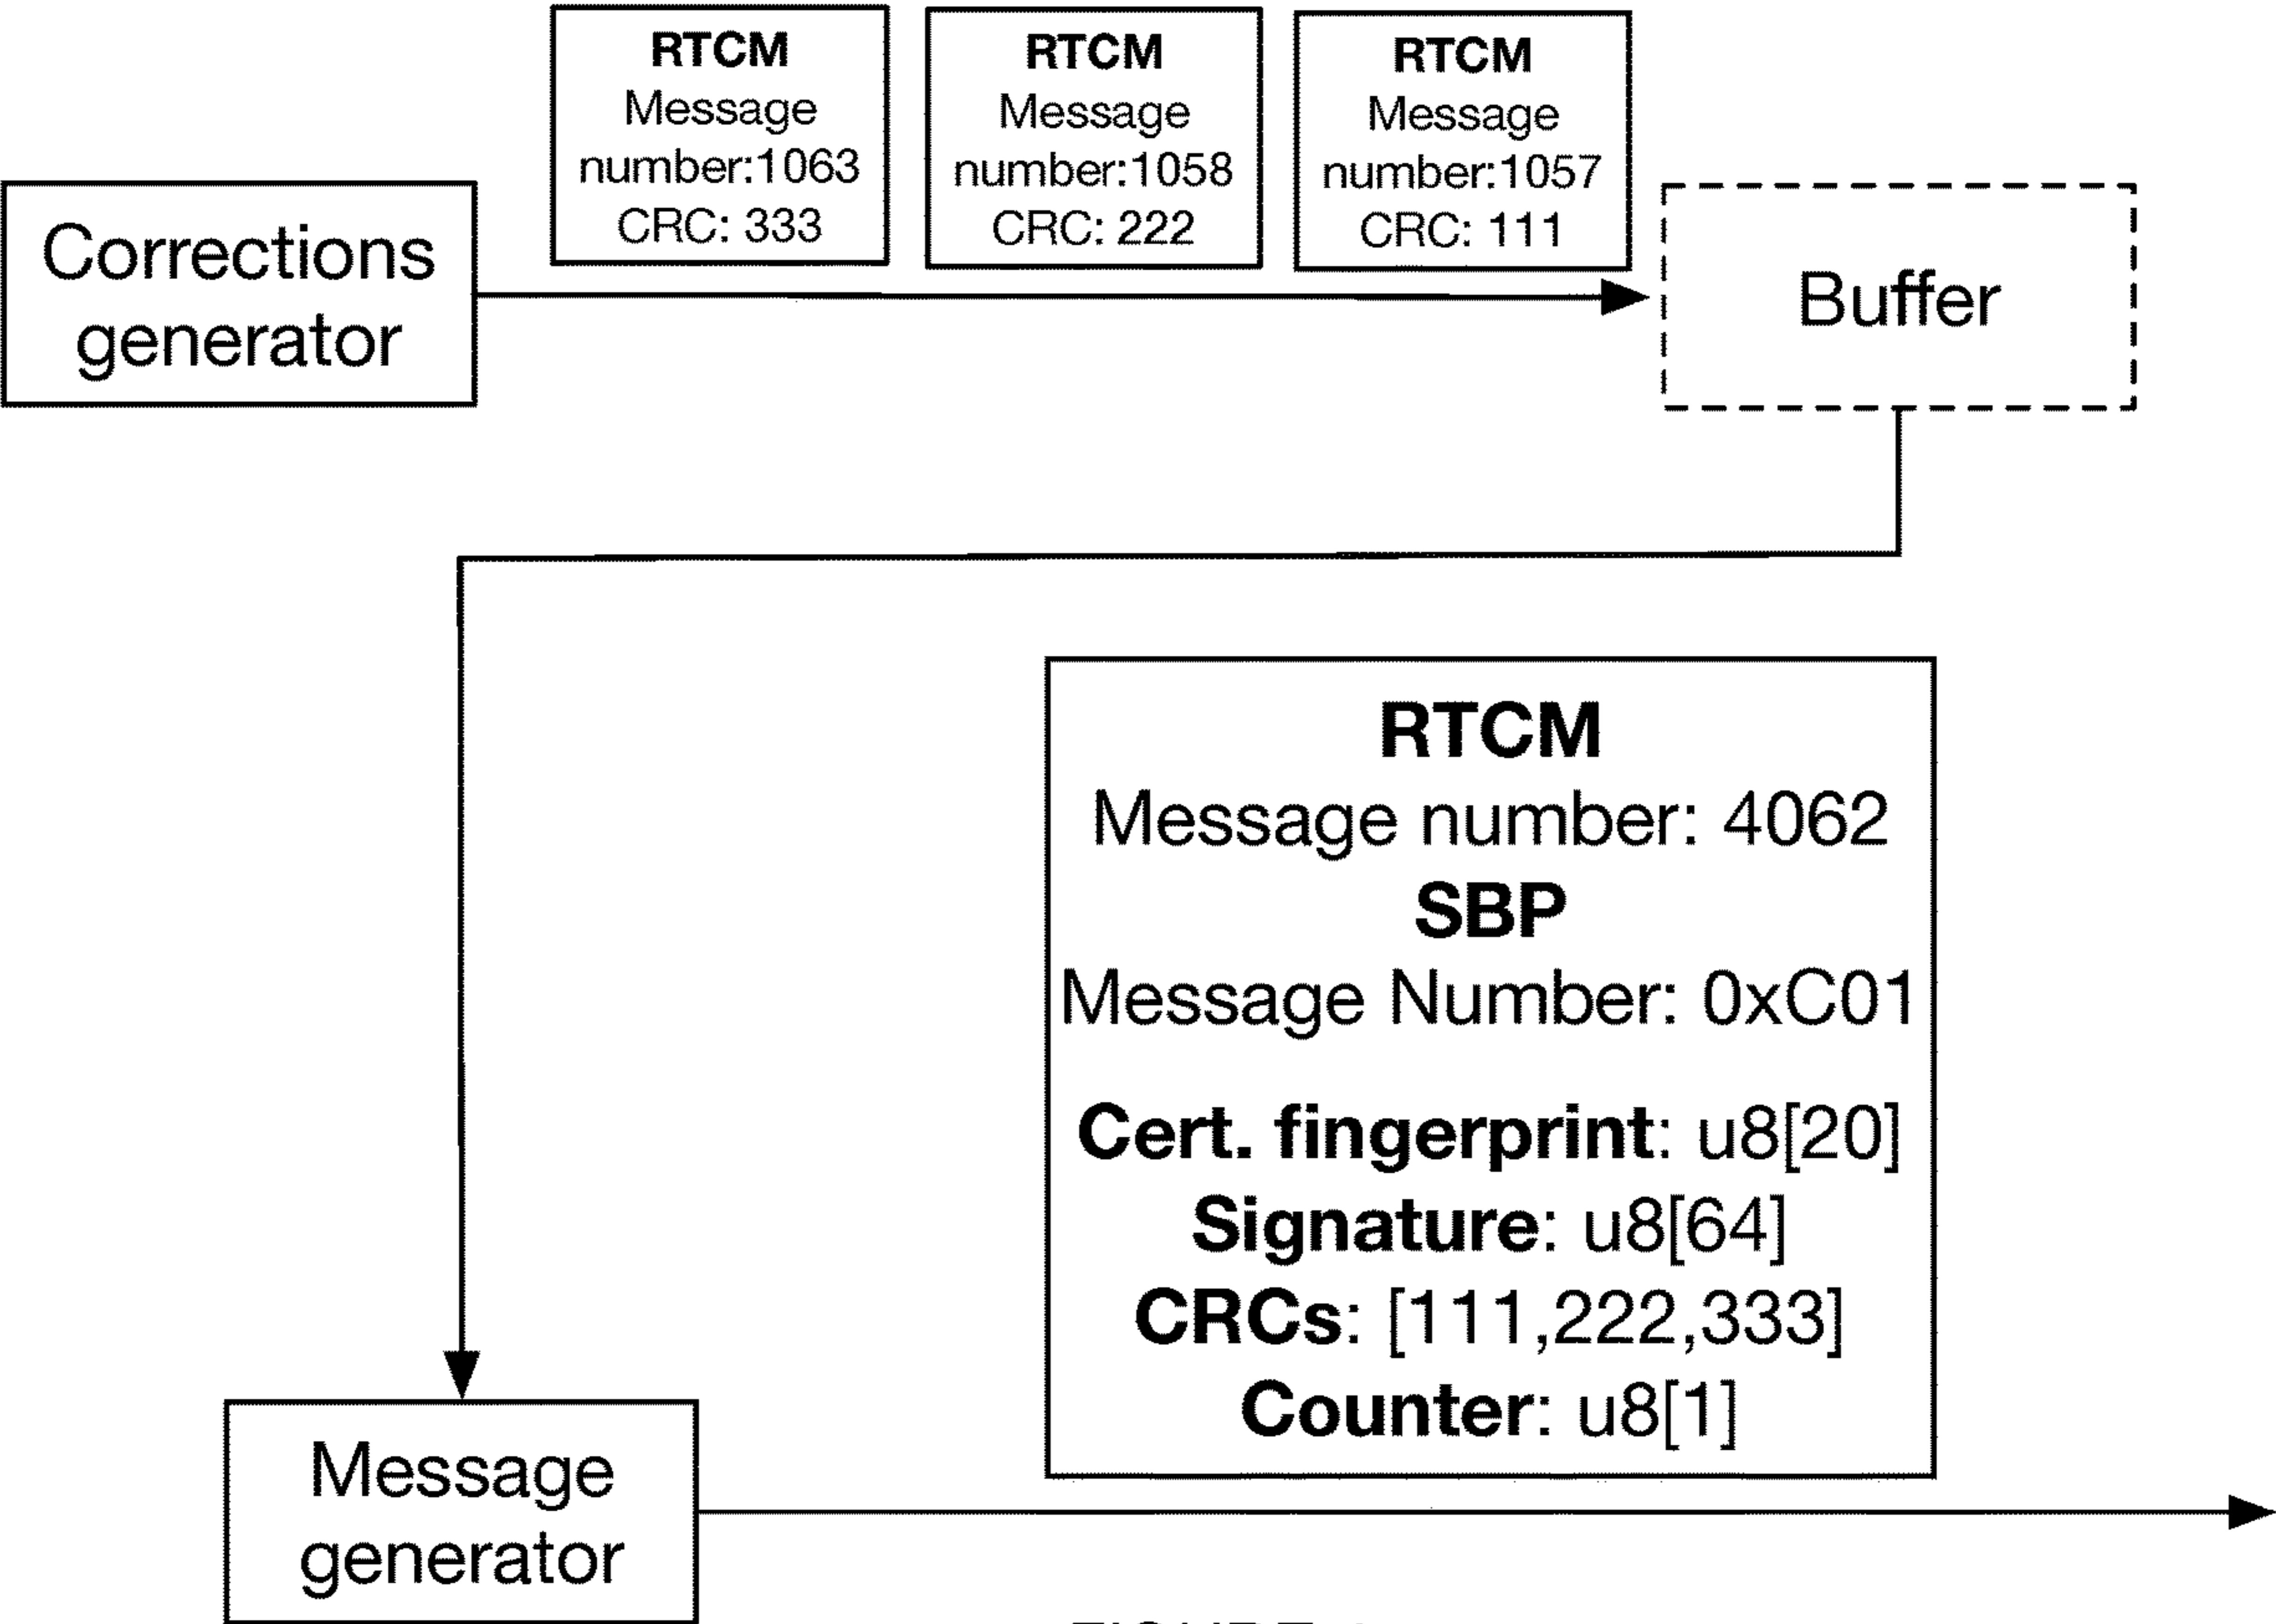 RTCM
Message
number:1063
CRC: 333
RTCM
Message
number:1058
CRC: 222
RTCM
Message
number:1057
CRC: 111
Corrections
generator
Buffer
RTCM
Message number: 4062
SBP
Message Number: 0xC01
Cert. fingerprint: u8[20]
Signature: u8[64]
CRCs: [111,222,333]
Counter: u8[1]
Message
generator